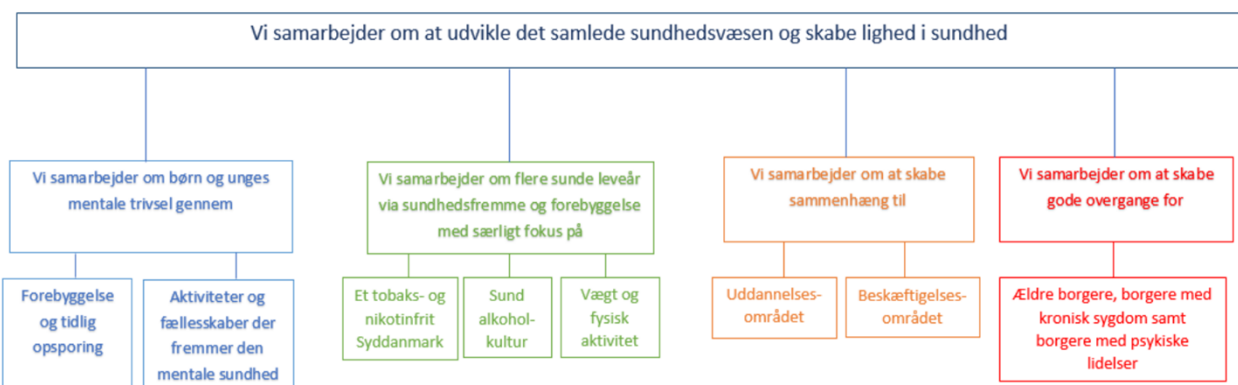 Vi samarbejder om at udvikle det samlede sundhedsvæsen og skabe lighed i sundhed
Vi samarbejder om børn og unges
mentale trivsel gennem
Forebyggelse
og tidlig
opsporing
Aktiviteter og
fællesskaber der
fremmer den
mentale sundhed
Vi samarbejder om flere sunde leveår
via sundhedsfremme og forebyggelse
med særligt fokus på
Et tobaks- og
nikotinfrit
Syddanmark
Sund
alkohol-
kultur
Vægt og
fysisk
aktivitet
Vi samarbejder om at skabe
sammenhæng til
Uddannelses-
området
Beskæftigelses-
området
Vi samarbejder om at skabe
gode overgange for
Ældre borgere, borgere med
kronisk sygdom samt
borgere med psykiske
lidelser